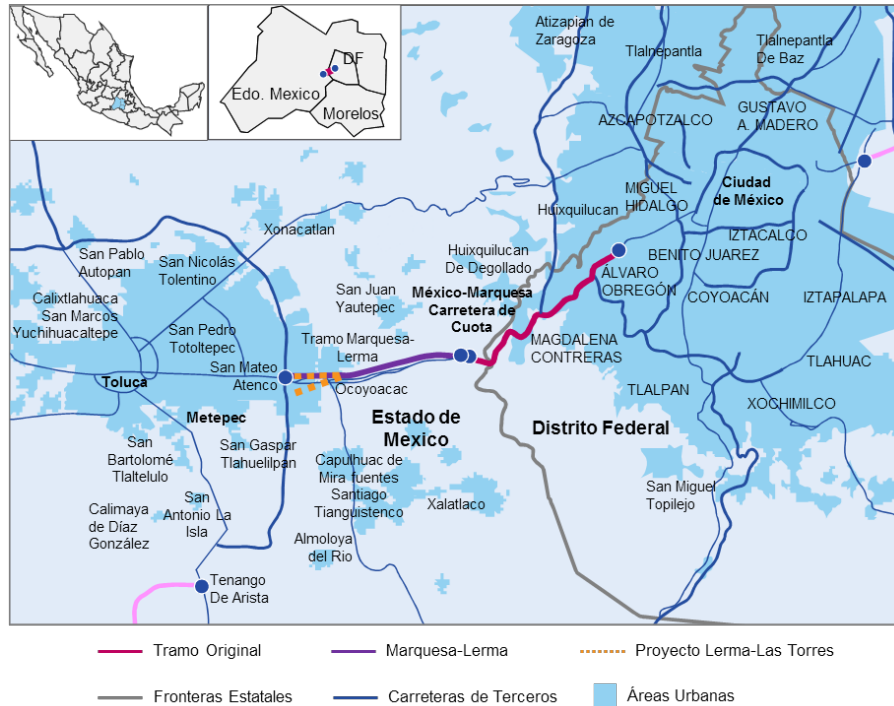 DF
Edo. Mexico
Morelos
Atizapian de
Zaragoza
Tlalnepantla
Tlalnepantla
De Baz
AZCAPOTZALCO
GUSTAVO
A. MADERO
MIGUEL
HIDALGO
Ciudad
de México
Huixquilucan
Xonacatlan
IZTACALCO
San Pablo
Autopan
San Nicolás
Tolentino
Huixquilucan
De Degollado
BENITO JUAREZ
ÁLVARO
OBREGÓN
San Juan
Yautepec
México-Marquesa
Carretera de
Cuota
COYOACÁN
IZTAPALAPA
Calixtlahuaca
San Marcos
Yuchihuacaltepe
San Pedro
Totoltepec
Tramo Marquesa-
Lerma
MAGDALENA
CONTRERAS
TLAHUAC
San Mateo
Atenco
Toluca
Ocoyoacac
TLALPAN
XOCHIMILCO
Metepec
Estado de
Mexico
Distrito Federal
San
Bartolomé
Tlaltelulo
San Gaspar
Tlahuelilpan
Capulhuac de
Mira fuentes
Santiago
Tianguistenco
Xalatlaco
San Miguel
Topilejo
Calimaya
de Díaz
González
San
Antonio La
Isla
Almoloya
del Rio
Tenango
De Arista
Tramo Original
Marquesa-Lerma
Proyecto Lerma-Las Torres
Fronteras Estatales
Carreteras de Terceros
Áreas Urbanas